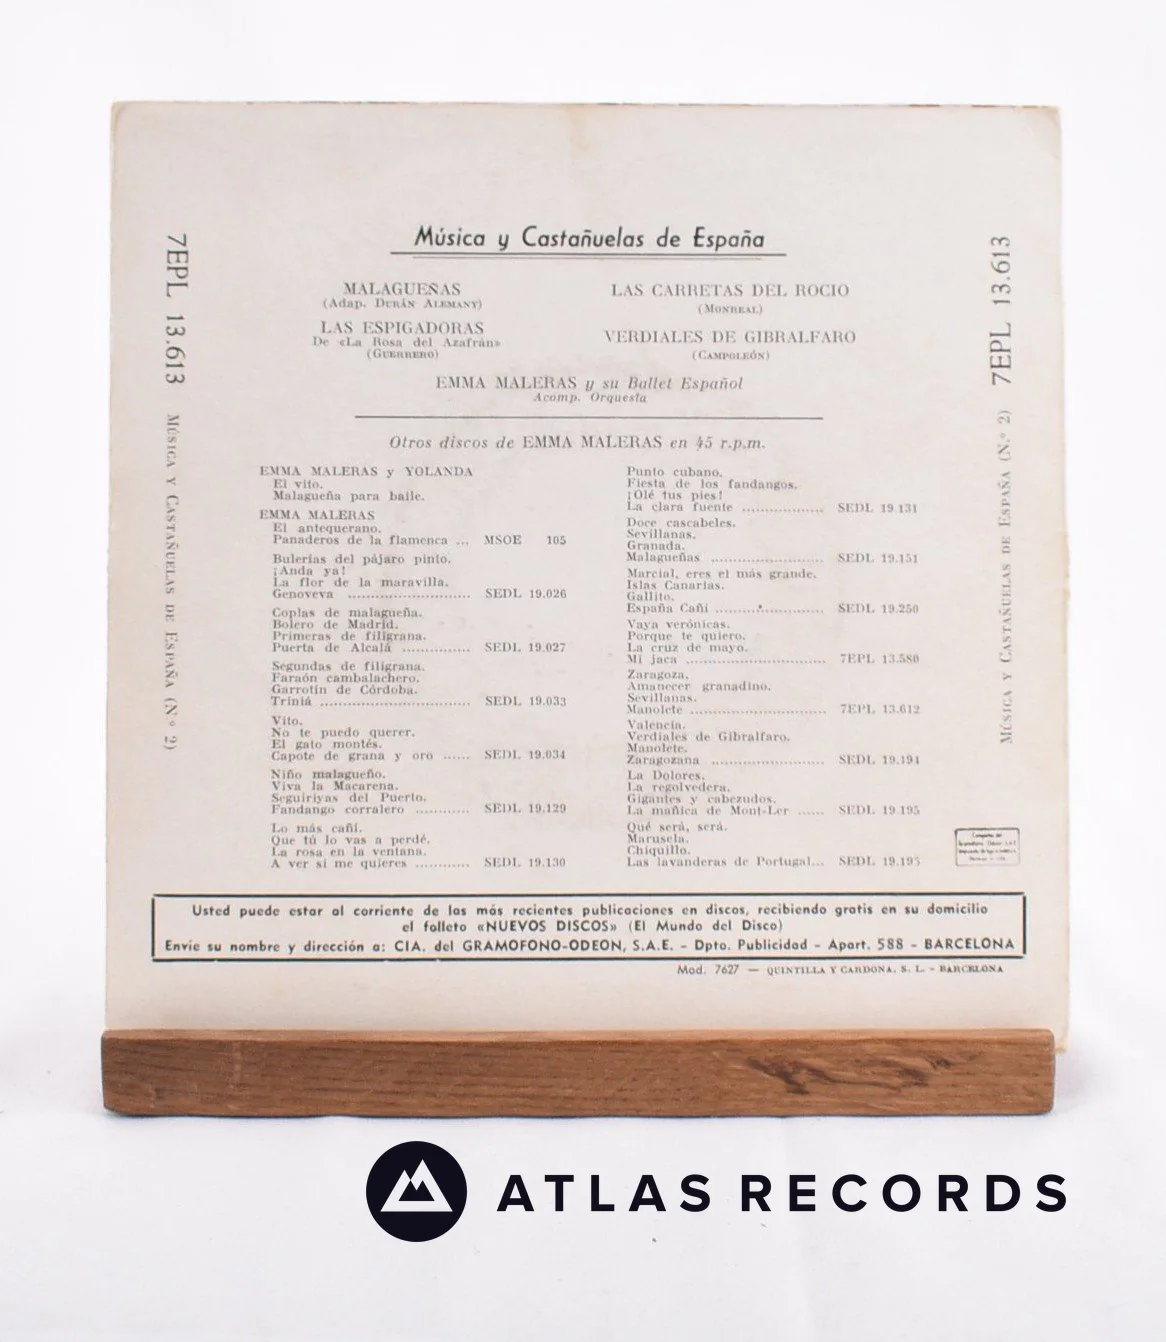 Música y Castañuelas de España
7EPL 13.613
MÚSICA Y CASTAÑUELAS DE ESPAÑA (N.º 2)
MALAGUEÑAS
(Adap. DURÁN ALEMANY)
LAS ESPIGADORAS
De «La Rosa del Azafrán»
(GUERRERO)
LAS CARRETAS DEL ROCIO
(MONREAL)
VERDIALES DE GIBRALFARO
(CAMPOLEÓN)
EMMA MALERAS y su Ballet Español
Acomp. Orquesta
Otros discos de EMMA MALERAS en 45 r.p.m.
EMMA MALERAS y YOLANDA
El vito.
Malagueña para baile.
EMMA MALERAS
El antequerano.
Panaderos de la flamenca ... MSOE 105
Bulerías del pájaro pinto.
¡Anda ya!
La flor de la maravilla.
Genoveva .......................... SEDL 19.026
Coplas de malagueña.
Bolero de Madrid.
Primeras de filigrana.
Puerta de Alcalá ............... SEDL 19.027
Segundas de filigrana.
Faraón cambalachero.
Garrotín de Córdoba.
Triniá ................................ SEDL 19.033
Vito.
No te puedo querer.
El gato montés.
Capote de grana y oro ...... SEDL 19.034
Niño malagueño.
Viva la Macarena.
Seguiriyas del Puerto.
Fandango corralero ............ SEDL 19.129
Lo más cañí.
Que tú lo vas a perdé.
La rosa en la ventana.
A ver si me quieres ............ SEDL 19.130
Punto cubano.
Fiesta de los fandangos.
¡Olé tus pies!
La clara fuente .................. SEDL 19.131
Doce cascabeles.
Sevillanas.
Granada.
Malagueñas ........................ SEDL 19.151
Marcial, eres el más grande.
Islas Canarias.
Gallito.
España Cañí ....................... SEDL 19.250
Vaya verónicas.
Porque te quiero.
La cruz de mayo.
Mi jaca .............................. 7EPL 13.580
Zaragoza.
Amanecer granadino.
Sevillanas.
Manolete ............................. 7EPL 13.612
Valencia.
Verdiales de Gibralfaro.
Manolete.
Zaragozana ........................ SEDL 19.194
La Dolores.
La regolvedera.
Gigantes y cabezudos.
La mañica de Mont-Ler ...... SEDL 19.195
Qué será, será.
Marusela.
Chiquillo.
Las lavanderas de Portugal... SEDL 19.195
7EPL 13.613
MÚSICA Y CASTAÑUELAS DE ESPAÑA (N.º 2)
Usted puede estar al corriente de las más recientes publicaciones en discos, recibiendo gratis en su domicilio
el folleto «NUEVOS DISCOS» (El Mundo del Disco)
Envíe su nombre y dirección a: CIA. del GRAMOFONO-ODEON, S.A.E. - Dpto. Publicidad - Apart. 588 - BARCELONA
Mod. 7627 — QUINTILLA Y CARDONA, S. L. - BARCELONA
ATLAS RECORDS